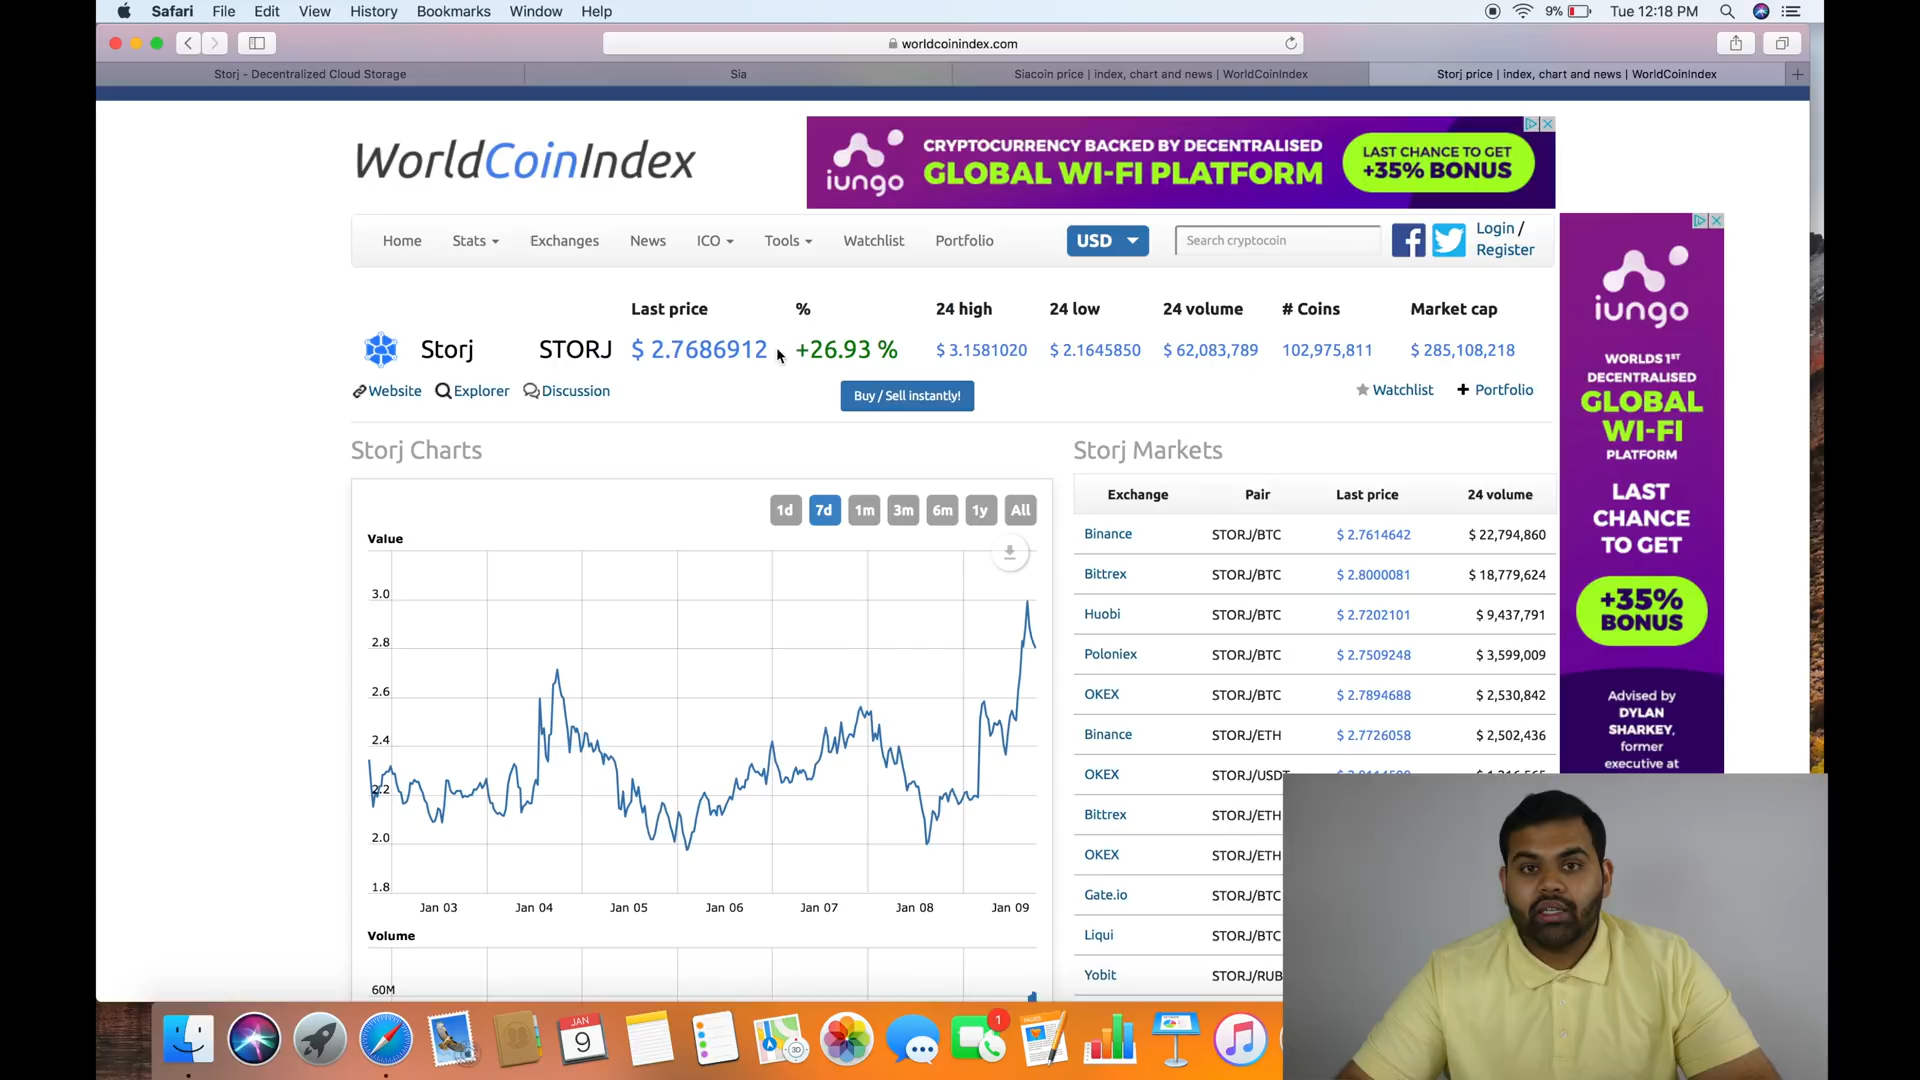 Safari File Edit View History Bookmarks Window Help 9% Tue 12:18 PM
worldcoinindex.com
Storj - Decentralized Cloud Storage Sia Siacoin price | index, chart and news | WorldCoinIndex Storj price | index, chart and news | WorldCoinIndex
WorldCoinIndex
iungo
CRYPTOCURRENCY BACKED BY DECENTRALISED
GLOBAL WI-FI PLATFORM
LAST CHANCE TO GET
+35% BONUS
Home Stats Exchanges News ICO Tools Watchlist Portfolio USD Search cryptocoin Login / Register
Last price % 24 high 24 low 24 volume # Coins Market cap
Storj STORJ $ 2.7686912 +26.93 % $ 3.1581020 $ 2.1645850 $ 62,083,789 102,975,811 $ 285,108,218
Website Explorer Discussion Buy / Sell instantly! Watchlist + Portfolio
Storj Charts
1d 7d 1m 3m 6m 1y All
Value
3.0
2.8
2.6
2.4
2.2
2.0
1.8
Jan 03 Jan 04 Jan 05 Jan 06 Jan 07 Jan 08 Jan 09
Volume
60M
Storj Markets
Exchange Pair Last price 24 volume
Binance STORJ/BTC $ 2.7614642 $ 22,794,860
Bittrex STORJ/BTC $ 2.8000081 $ 18,779,624
Huobi STORJ/BTC $ 2.7202101 $ 9,437,791
Poloniex STORJ/BTC $ 2.7509248 $ 3,599,009
OKEX STORJ/BTC $ 2.7894688 $ 2,530,842
Binance STORJ/ETH $ 2.7726058 $ 2,502,436
OKEX STORJ/USDT
Bittrex STORJ/ETH
OKEX STORJ/ETH
Gate.io STORJ/BTC
Liqui STORJ/BTC
Yobit STORJ/RUB
iungo
WORLDS 1ST
DECENTRALISED
GLOBAL
WI-FI
PLATFORM
LAST
CHANCE
TO GET
+35%
BONUS
Advised by
DYLAN
SHARKEY,
former
executive at
JAN
9
3D
1
PAGES